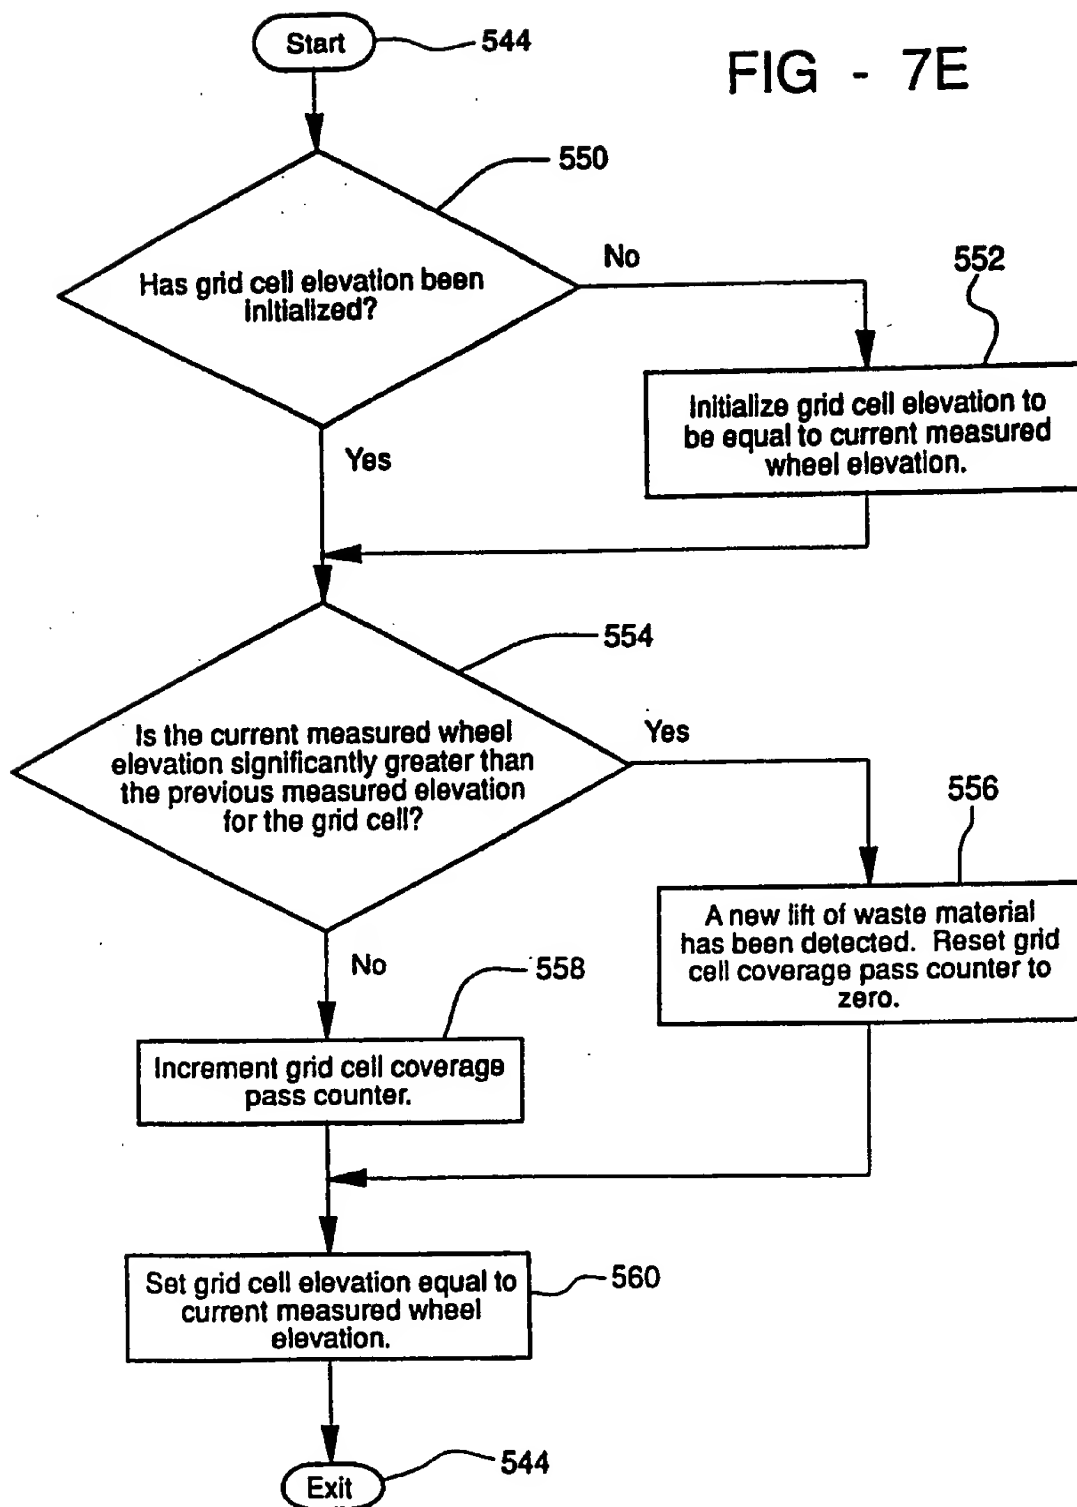 Start
544
FIG - 7E
550
Has grid cell elevation been
initialized?
No
552
Initialize grid cell elevation to
be equal to current measured
wheel elevation.
Yes
554
Is the current measured wheel
elevation significantly greater than
the previous measured elevation
for the grid cell?
Yes
556
A new lift of waste material
has been detected. Reset grid
cell coverage pass counter to
zero.
No
558
Increment grid cell coverage
pass counter.
Set grid cell elevation equal to
current measured wheel
elevation.
560
Exit
544